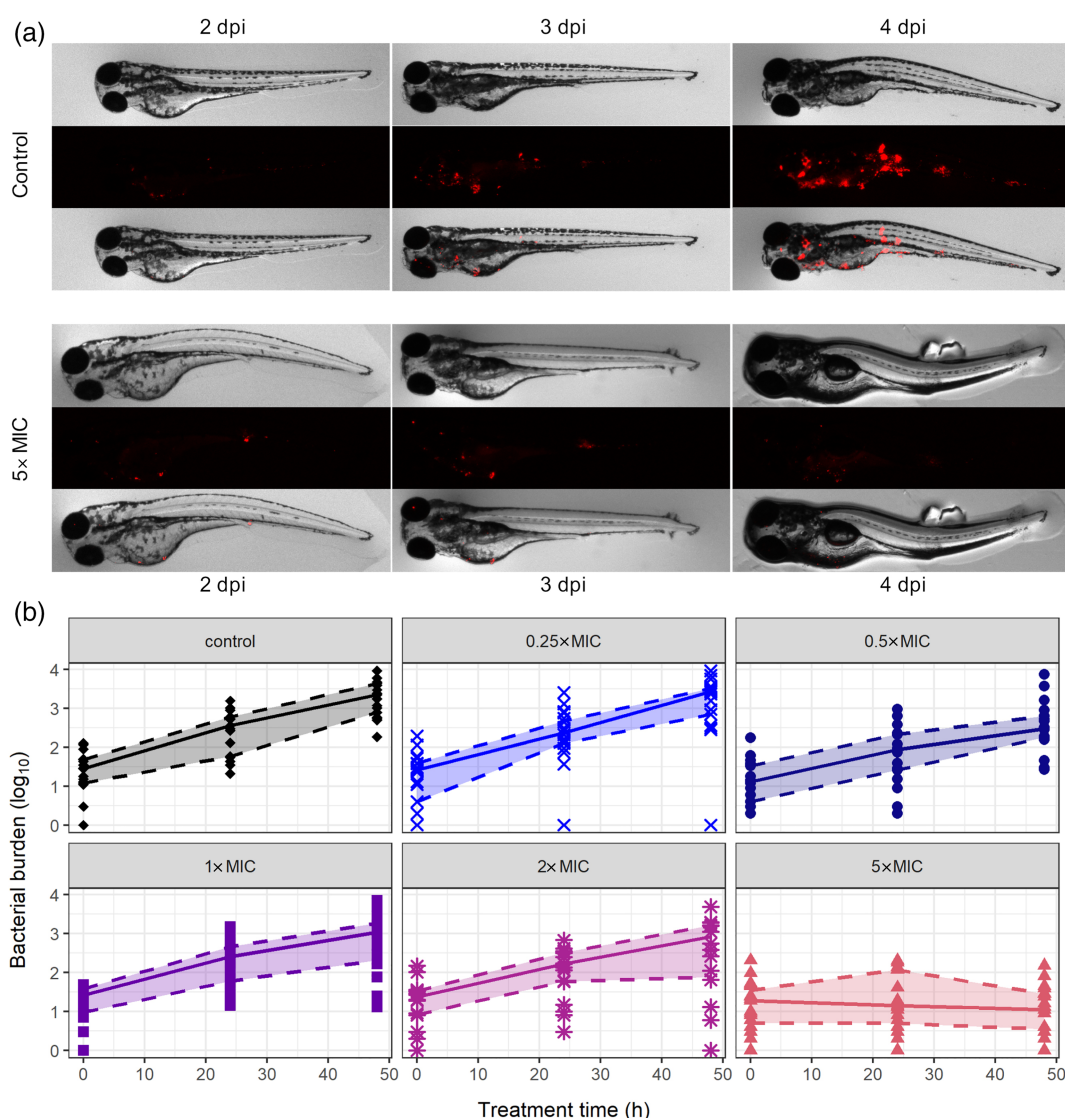 (a)
2 dpi 3 dpi 4 dpi
Control
5× MIC
2 dpi 3 dpi 4 dpi
(b)
control 0.25×MIC 0.5×MIC
4
3
2
1
0
1×MIC 2×MIC 5×MIC
4
3
2
1
0
Bacterial burden (log10)
0 10 20 30 40 50 0 10 20 30 40 50 0 10 20 30 40 50
Treatment time (h)